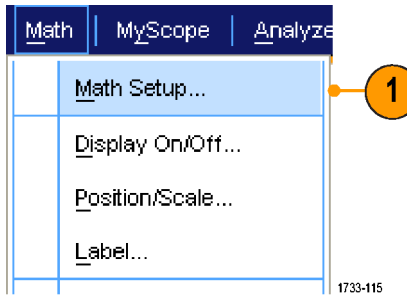 Math MyScope Analyze
Math Setup...
1
Display On/Off...
Position/Scale...
Label...
1733-115